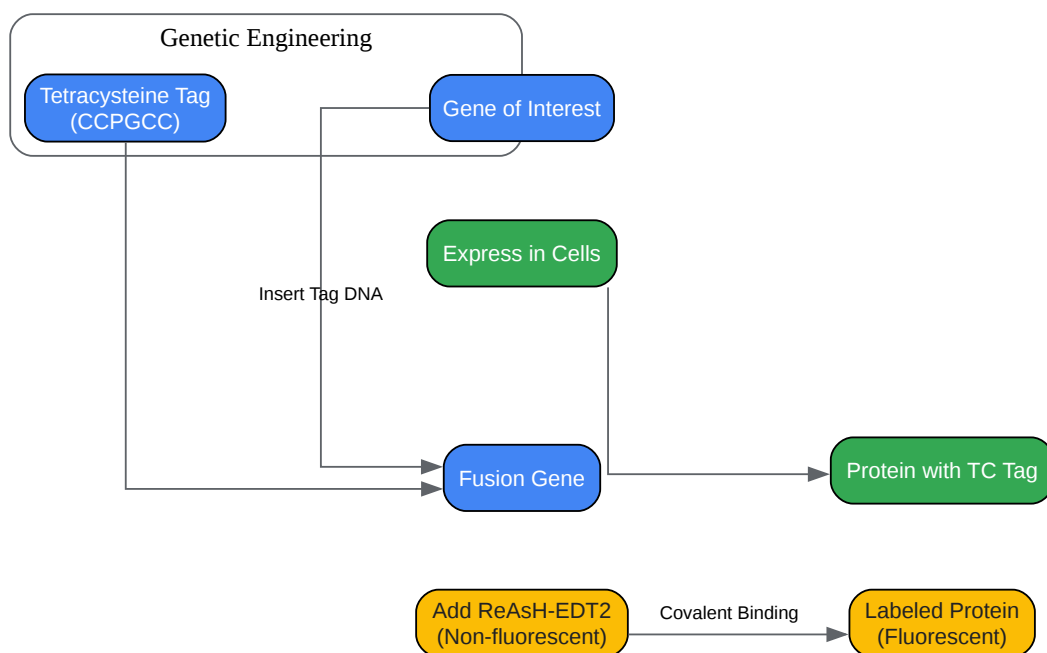 Genetic Engineering
Tetracysteine Tag
(CCPGCC)
Gene of Interest
Express in Cells
Insert Tag DNA
Fusion Gene
Protein with TC Tag
Add ReAsH-EDT2
(Non-fluorescent)
Covalent Binding
Labeled Protein
(Fluorescent)